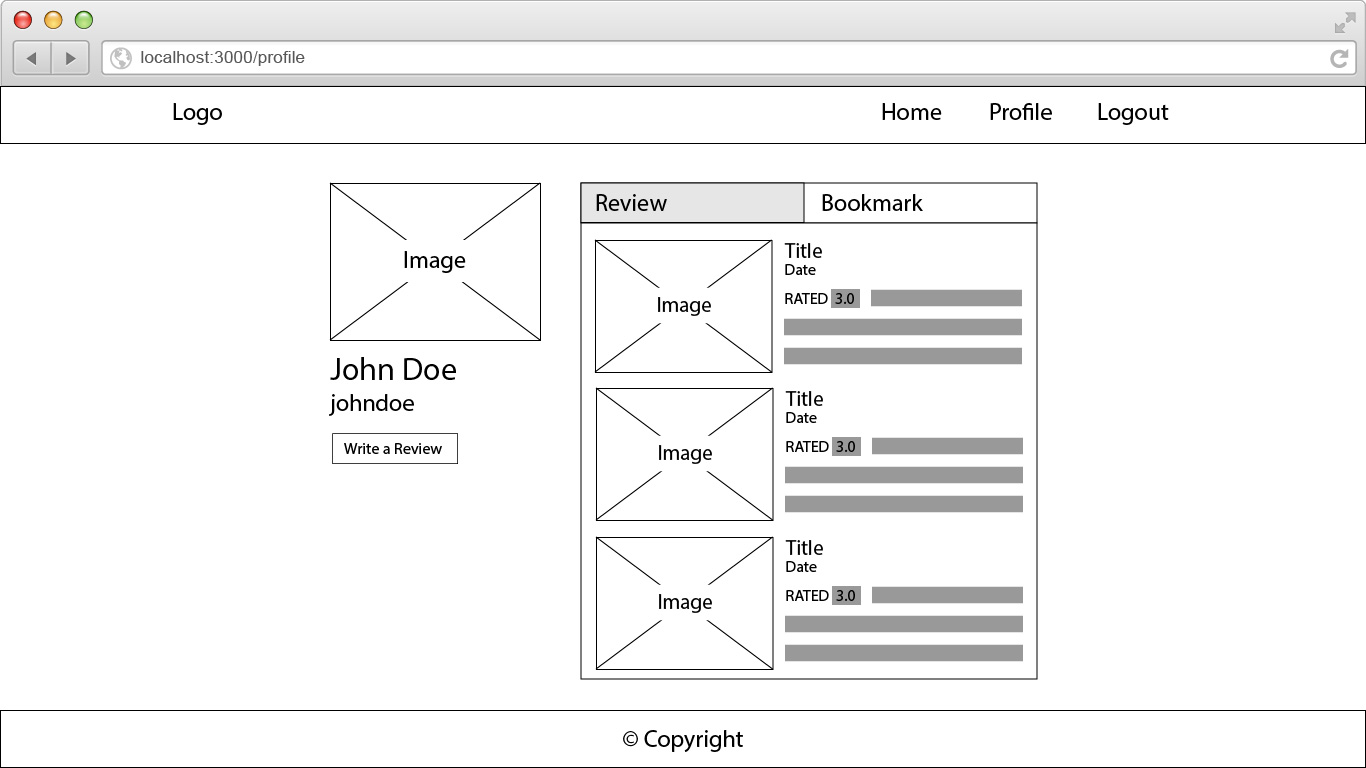 localhost:3000/profile
Logo
Home Profile Logout
Image
John Doe
johndoe
Write a Review
Review Bookmark
Image
Title
Date
RATED 3.0
Image
Title
Date
RATED 3.0
Image
Title
Date
RATED 3.0
© Copyright